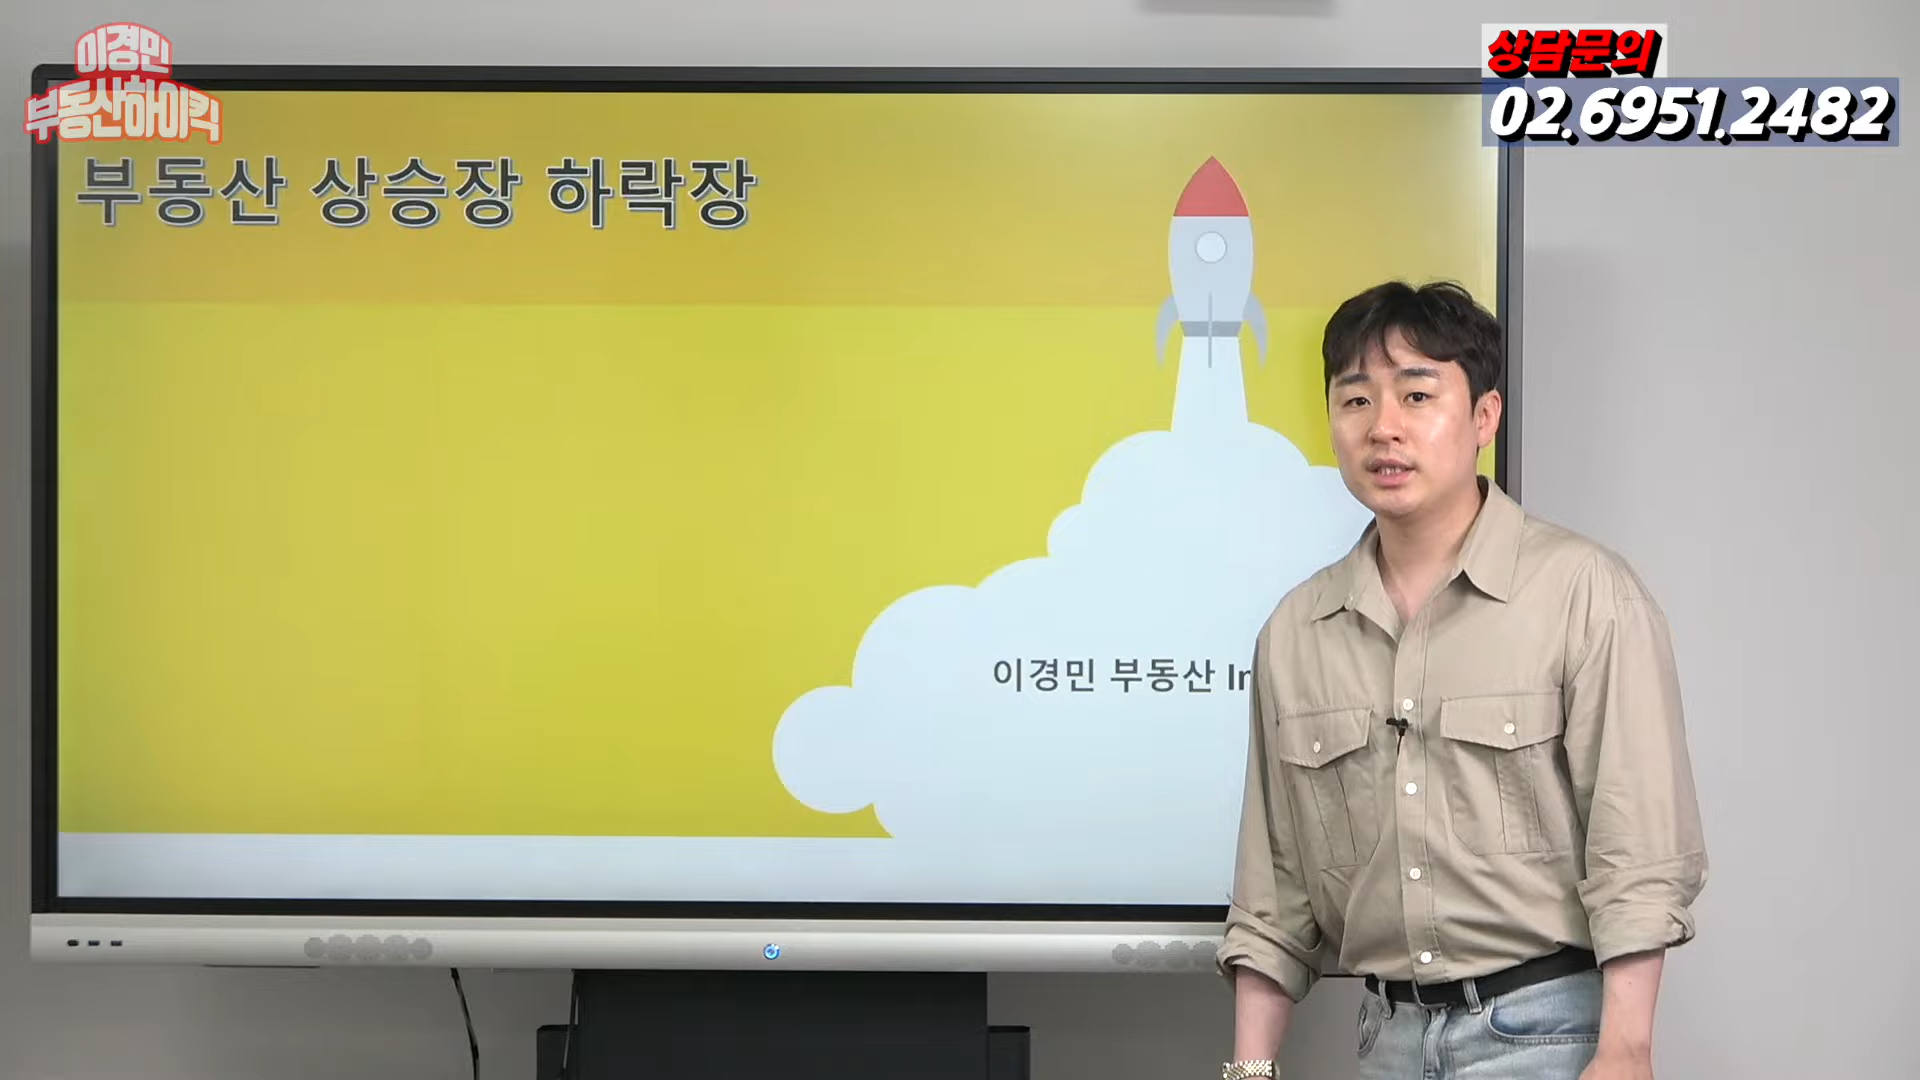 이경민
부동산하이킥
상담문의
02.6951.2482
부동산 상승장 하락장
이경민 부동산 In